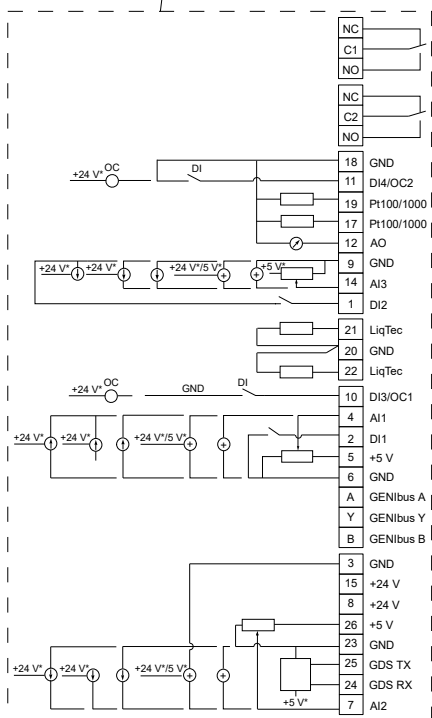 NC
C1
NO
NC
C2
NO
18 GND
+24 V* OC DI 11 DI4/OC2
19 Pt100/1000
17 Pt100/1000
12 AO
9 GND
+24 V* +24 V* +24 V*/5 V* +5 V*
14 AI3
1 DI2
21 LiqTec
20 GND
22 LiqTec
+24 V* OC GND DI 10 DI3/OC1
4 AI1
2 DI1
+24 V* +24 V* +24 V*/5 V*
5 +5 V
6 GND
A GENIbus A
Y GENIbus Y
B GENIbus B
3 GND
15 +24 V
8 +24 V
26 +5 V
23 GND
25 GDS TX
+24 V* +24 V* +24 V*/5 V*
24 GDS RX
+5 V*
7 AI2